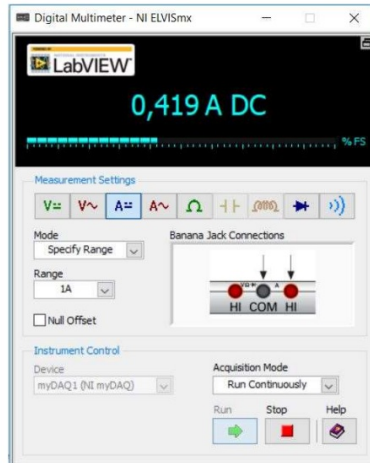 Digital Multimeter - NI ELVISmx
LabVIEW
0,419 A DC
% FS
Measurement Settings
V V A A Ω
Mode
Specify Range
Banana Jack Connections
Range
1A
VΩ A
HI COM HI
Null Offset
Instrument Control
Device
myDAQ1 (NI myDAQ)
Acquisition Mode
Run Continuously
Run Stop Help